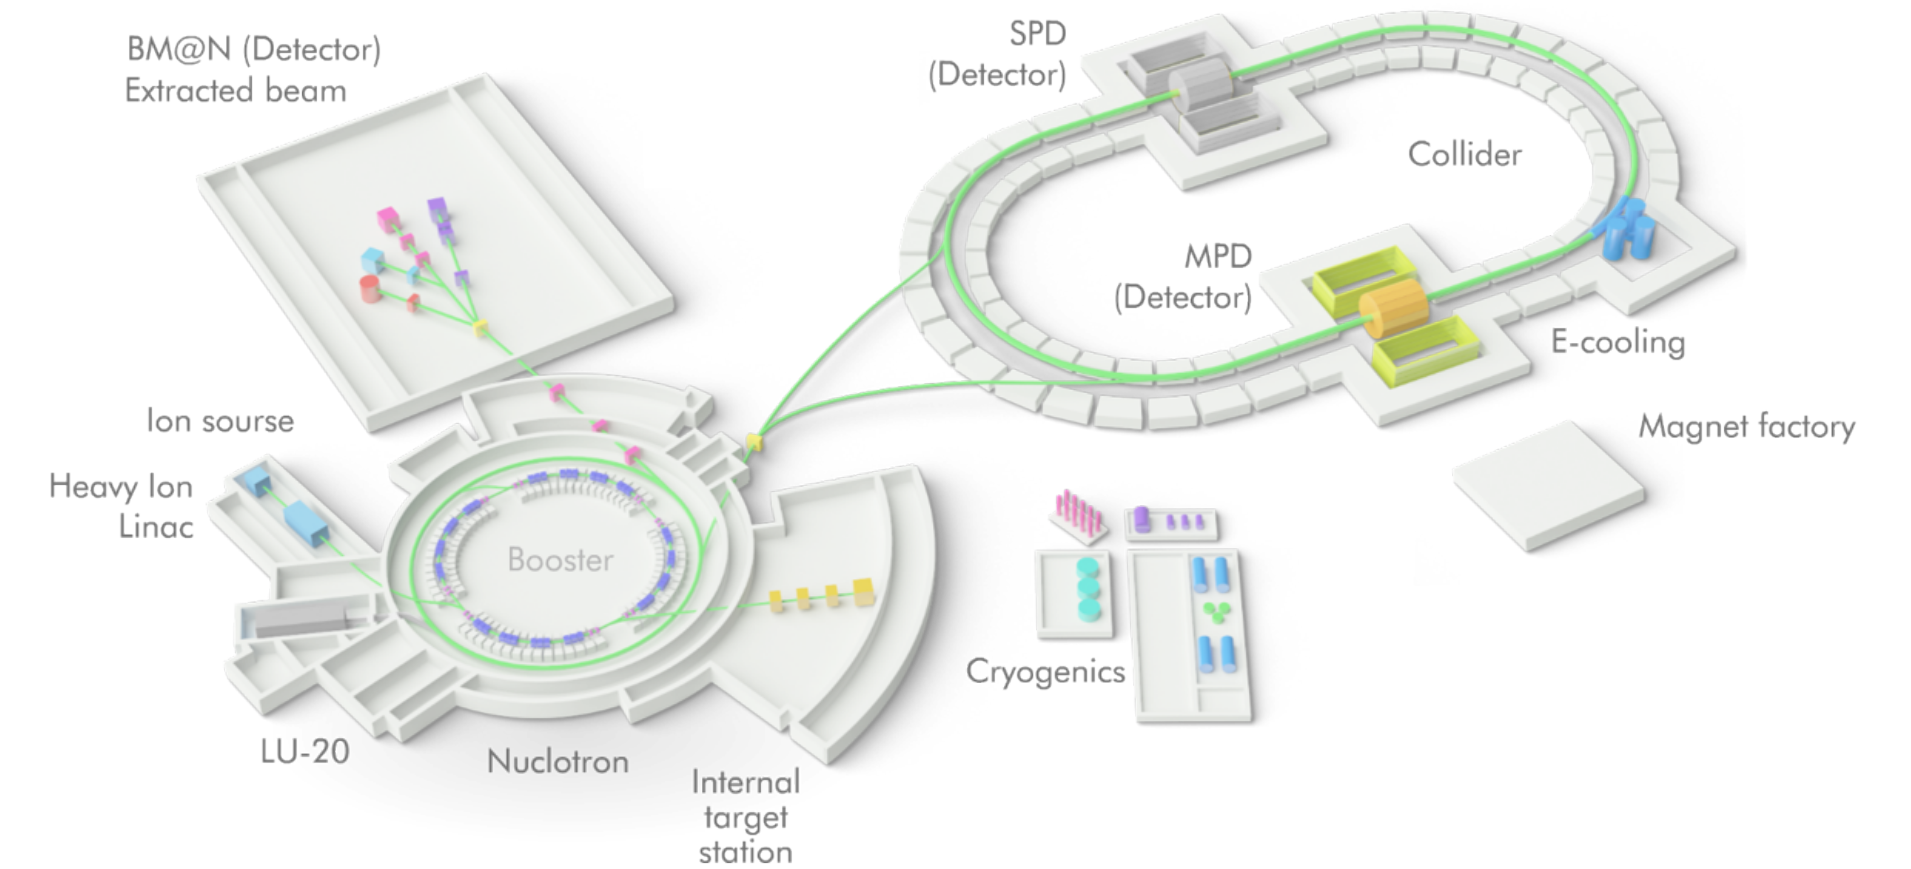 BM@N (Detector)
Extracted beam
SPD
(Detector)
Collider
MPD
(Detector)
E-cooling
Magnet factory
Ion sourse
Heavy Ion
Linac
Booster
Cryogenics
LU-20
Nuclotron
Internal
target
station